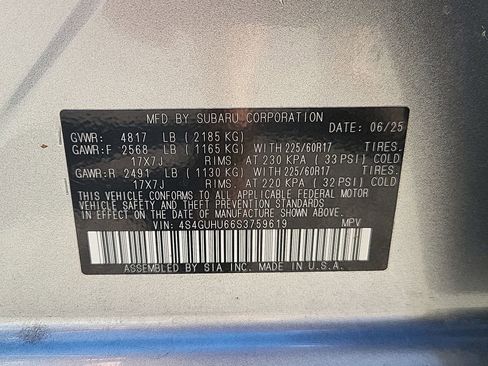 MFD BY SUBARU CORPORATION
DATE: 06/25
GVWR: 4817 LB ( 2185 KG)
GAWR:F 2568 LB ( 1165 KG) WITH 225/60R17 TIRES.
17X7J RIMS. AT 230 KPA ( 33 PSI) COLD
GAWR:R 2491 LB ( 1130 KG) WITH 225/60R17 TIRES.
17X7J RIMS. AT 220 KPA ( 32 PSI) COLD
THIS VEHICLE CONFORMS TO ALL APPLICABLE FEDERAL MOTOR
VEHICLE SAFETY, BUMPER, AND THEFT PREVENTION STANDARDS
IN EFFECT ON THE DATE OF MANUFACTURE SHOWN ABOVE.
VIN: 4S4GUHU66S3759619 MPV
ASSEMBLED BY SIA INC. MADE IN U.S.A.